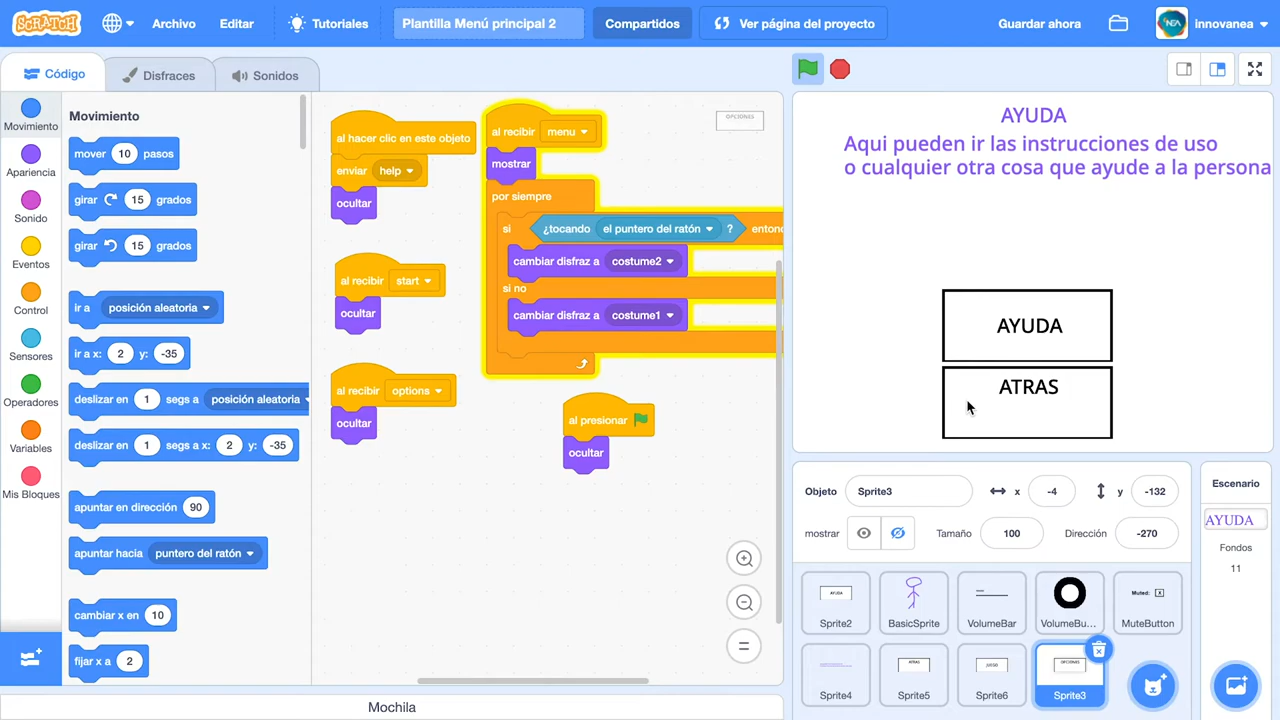 SCRATCH
Archivo
Editar
Tutoriales
Plantilla Menú principal 2
Compartidos
Ver página del proyecto
Guardar ahora
NEA
innovanea
Código
Disfraces
Sonidos
Movimiento
Apariencia
Sonido
Eventos
Control
Sensores
Operadores
Variables
Mis Bloques
Movimiento
mover 10 pasos
girar 15 grados
girar 15 grados
ir a posición aleatoria
ir a x: 2 y: -35
deslizar en 1 segs a posición aleatoria
deslizar en 1 segs a x: 2 y: -35
apuntar en dirección 90
apuntar hacia puntero del ratón
cambiar x en 10
fijar x a 2
al hacer clic en este objeto
enviar help
ocultar
al recibir start
ocultar
al recibir options
ocultar
al recibir menu
mostrar
por siempre
si ¿tocando el puntero del ratón ? entonc
cambiar disfraz a costume2
si no
cambiar disfraz a costume1
al presionar
ocultar
OPCIONES
Mochila
AYUDA
Aqui pueden ir las instrucciones de uso
o cualquier otra cosa que ayude a la persona
AYUDA
ATRAS
Objeto Sprite3 x -4 y -132
mostrar Tamaño 100 Dirección -270
AYUDA
Sprite2
BasicSprite
VolumeBar
VolumeBu...
Muted: X
MuteButton
Sprite4
ATRAS
Sprite5
JUEGO
Sprite6
OPCIONES
Sprite3
Escenario
AYUDA
Fondos
11